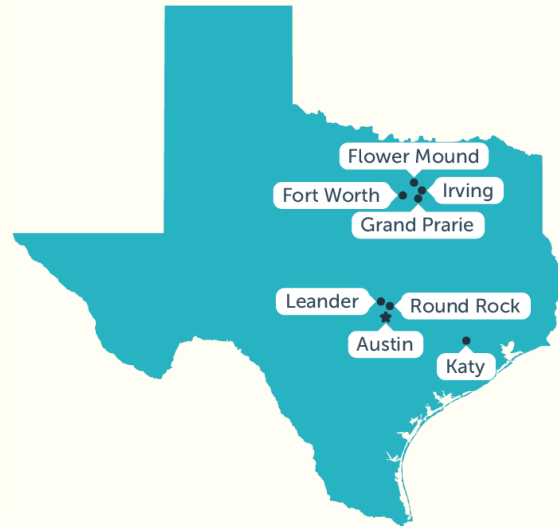 Flower Mound
Fort Worth
Irving
Grand Prarie
Leander
Round Rock
Austin
Katy